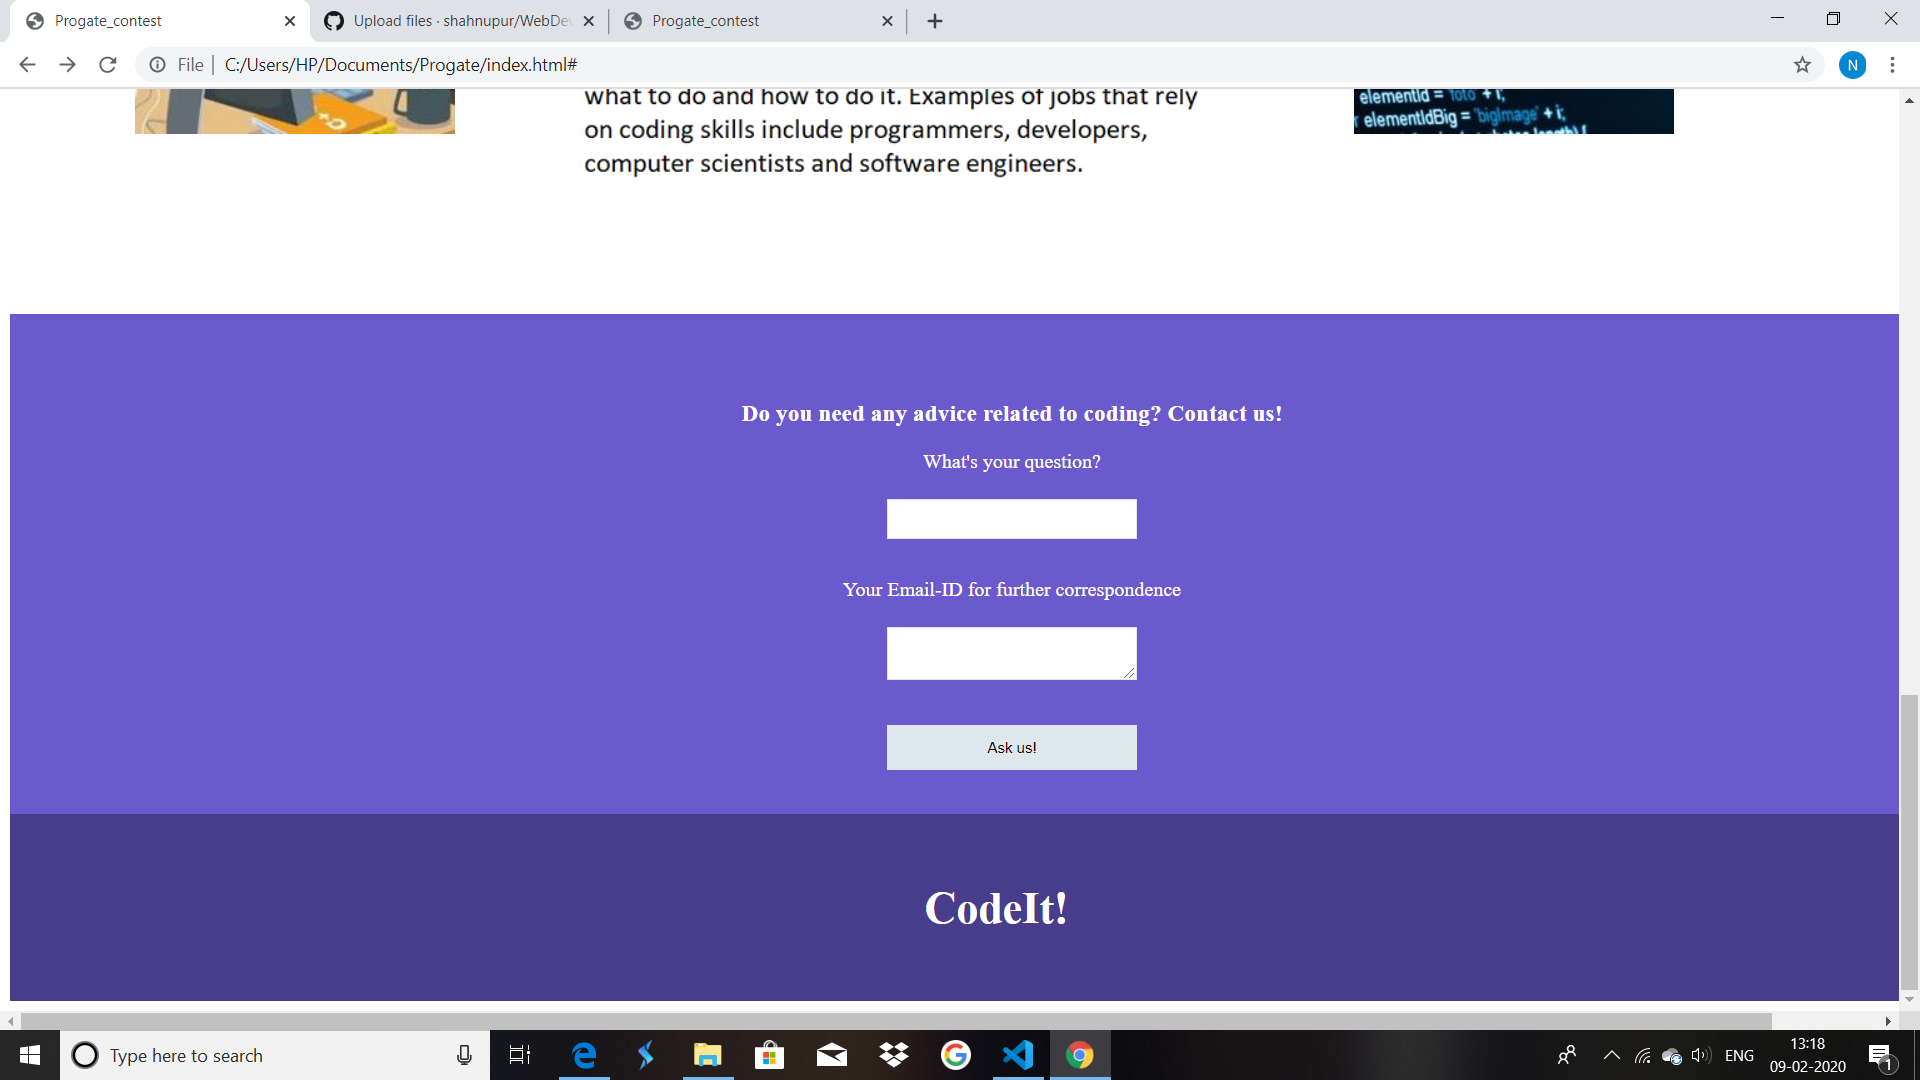 Progate_contest
Upload files · shahnupur/WebDe
Progate_contest
File
C:/Users/HP/Documents/Progate/index.html#
N
what to do and how to do it. Examples of jobs that rely
on coding skills include programmers, developers,
computer scientists and software engineers.
elementId = 'foto' + i;
elementIdBig = 'bigImage' + i;
Do you need any advice related to coding? Contact us!
What's your question?
Your Email-ID for further correspondence
Ask us!
CodeIt!
Type here to search
ENG
13:18
09-02-2020
1